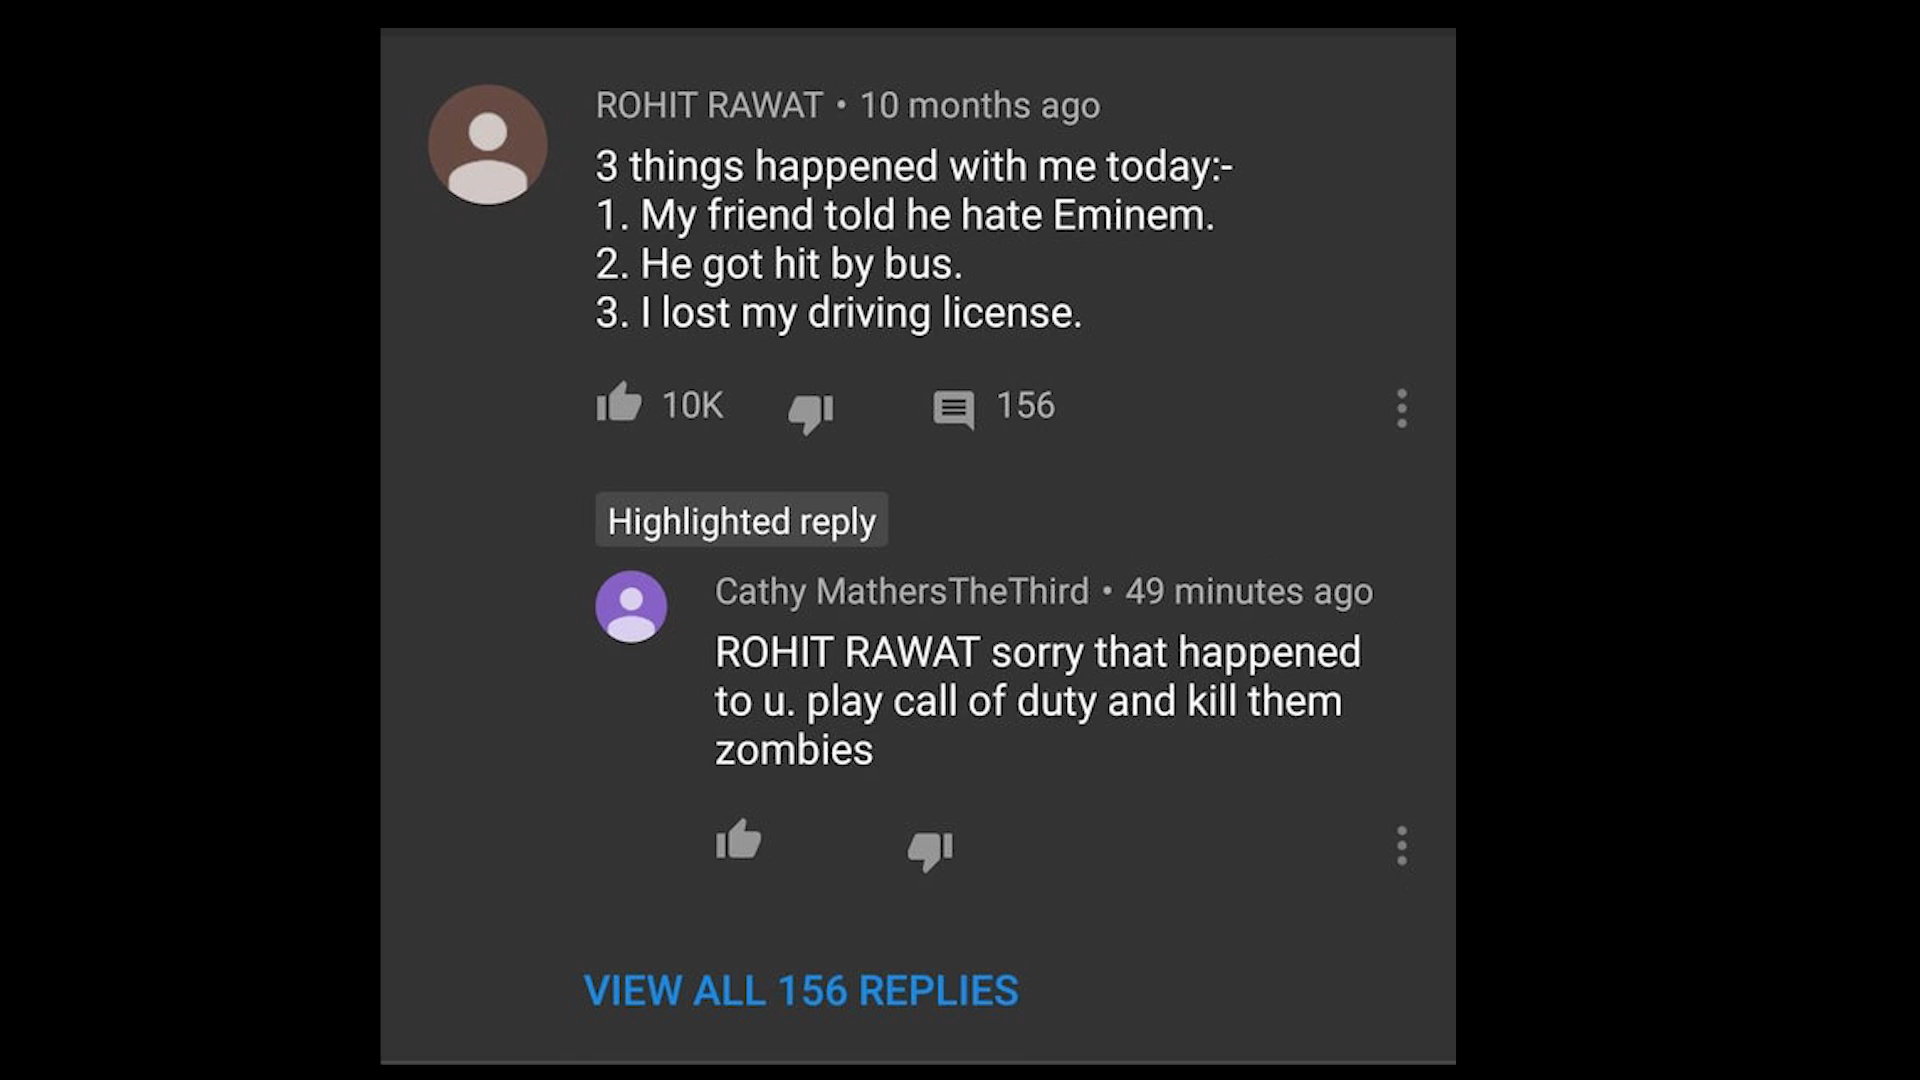 ROHIT RAWAT • 10 months ago
3 things happened with me today:-
1. My friend told he hate Eminem.
2. He got hit by bus.
3. I lost my driving license.
10K 156
Highlighted reply
Cathy MathersTheThird • 49 minutes ago
ROHIT RAWAT sorry that happened
to u. play call of duty and kill them
zombies
VIEW ALL 156 REPLIES